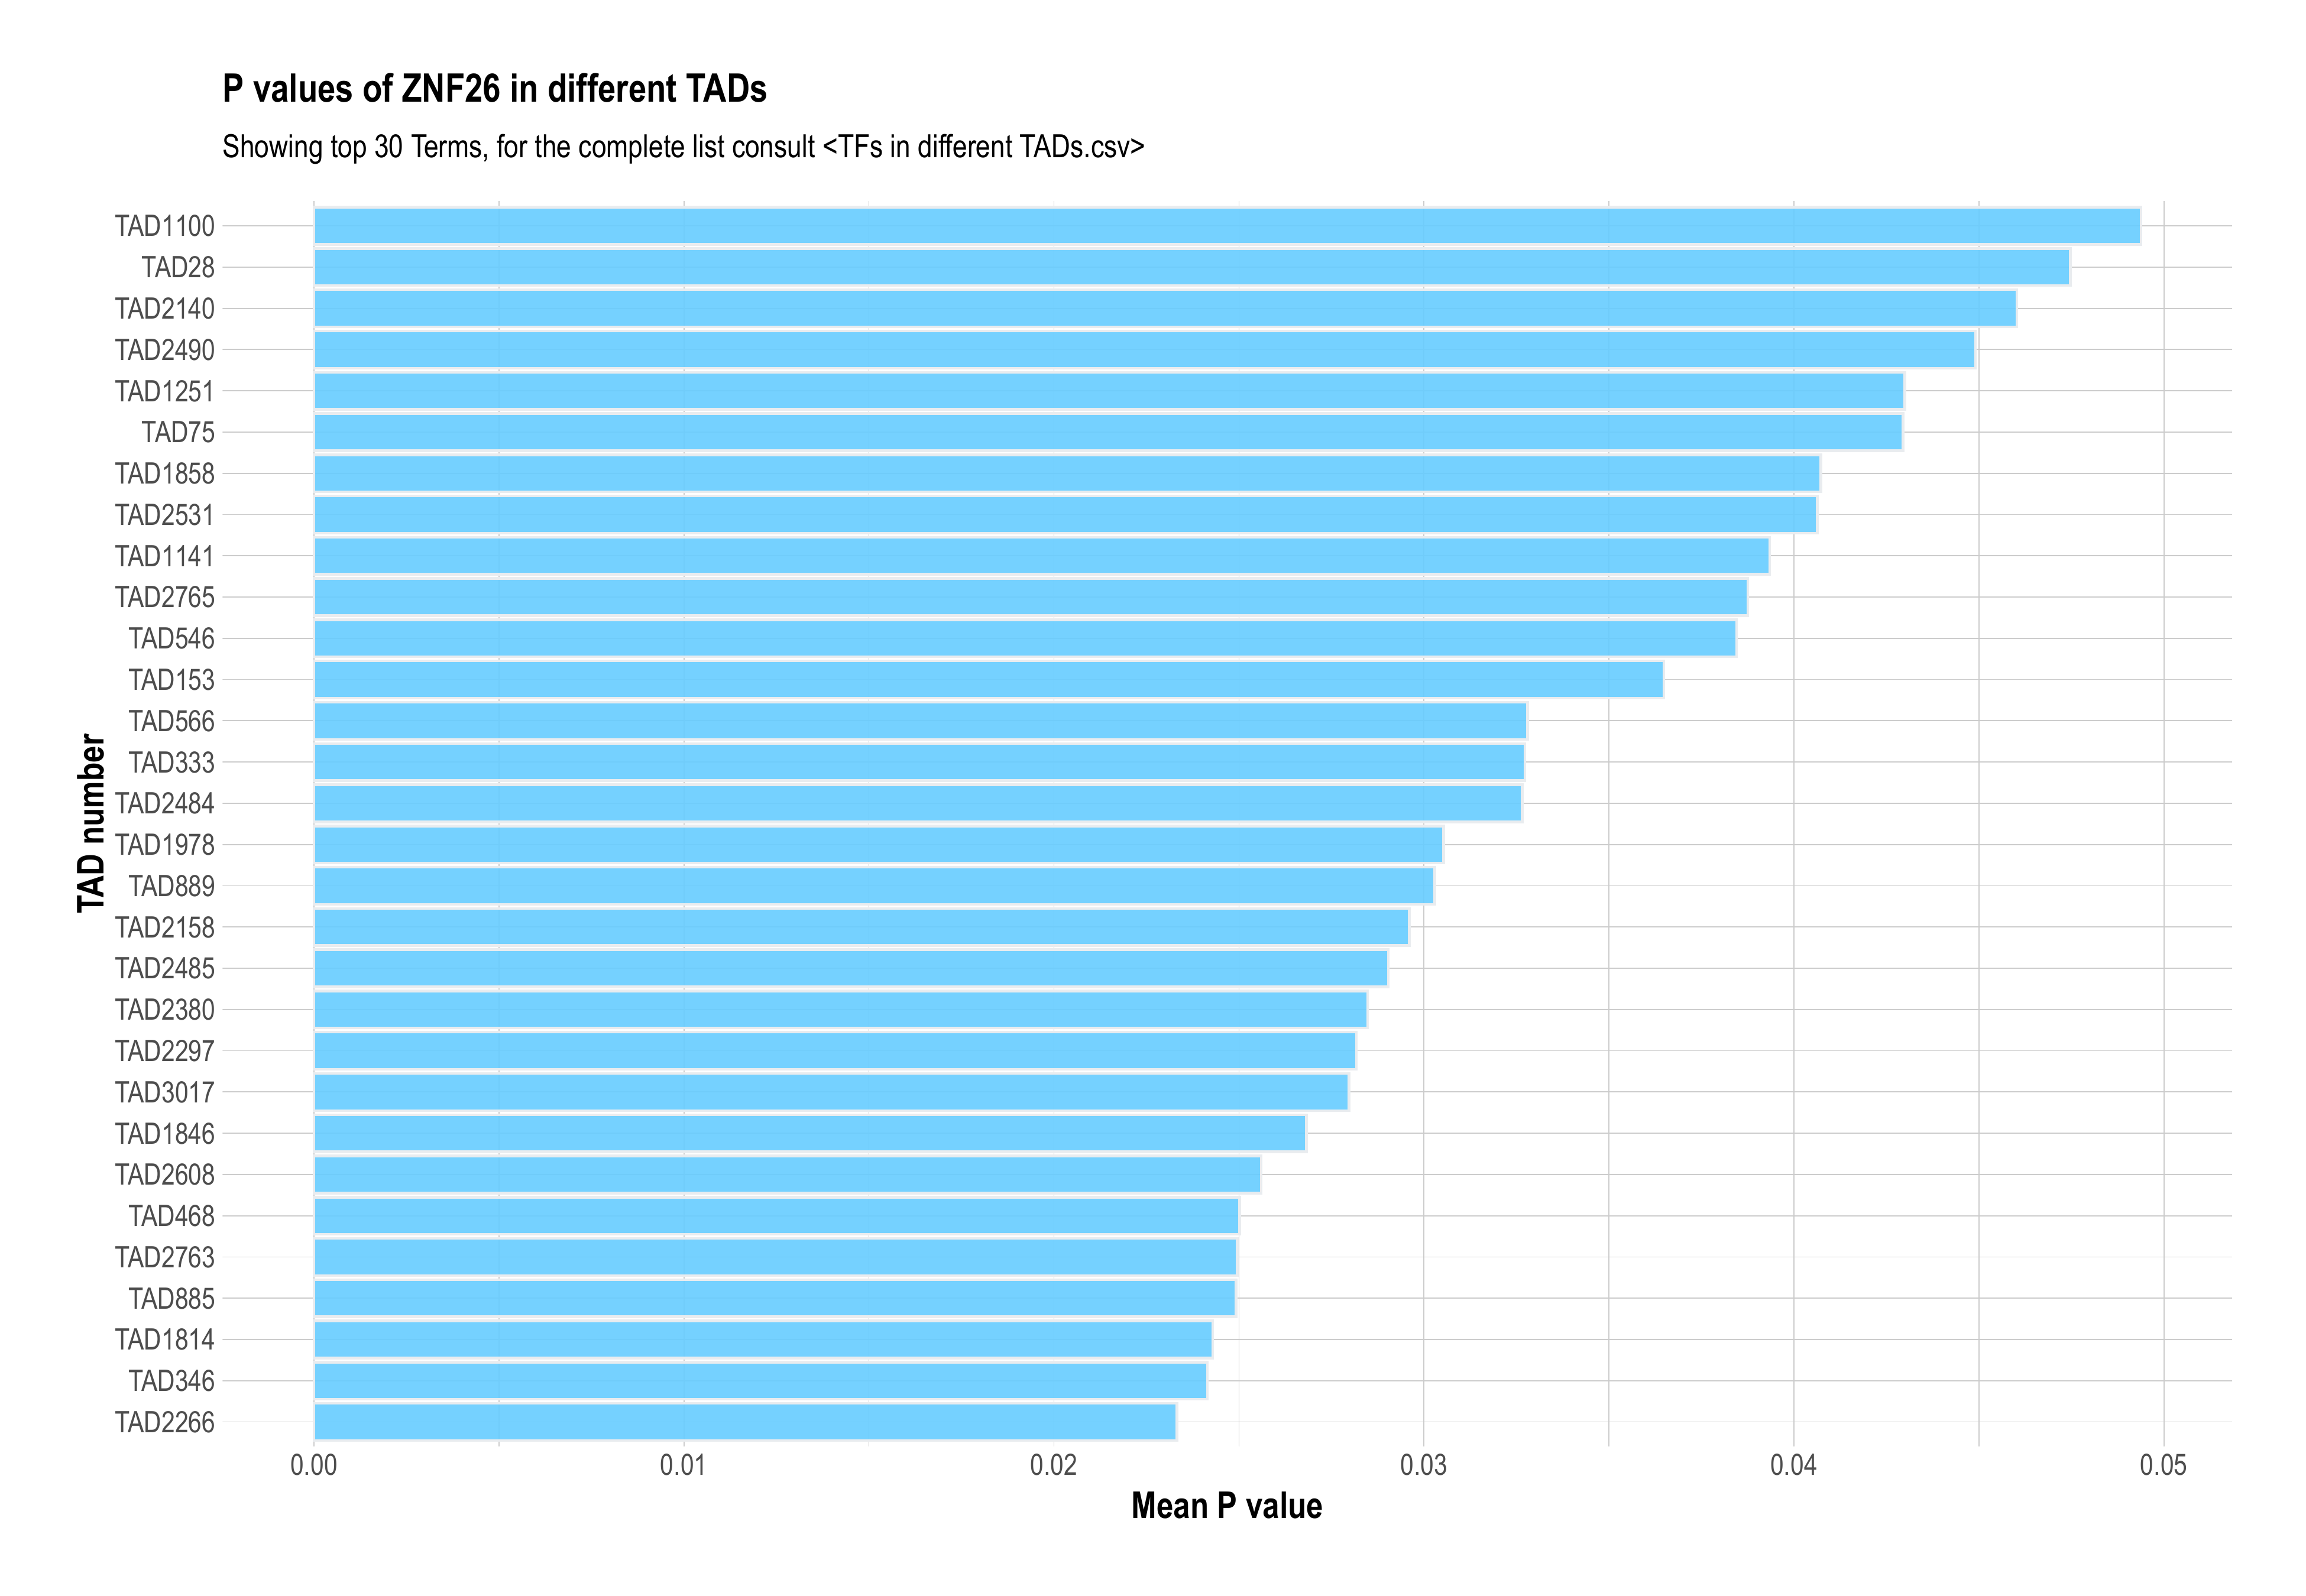 P values of ZNF26 in different TADs
Showing top 30 Terms, for the complete list consult <TFs in different TADs.csv>
TAD1100
TAD28
TAD2140
TAD2490
TAD1251
TAD75
TAD1858
TAD2531
TAD1141
TAD2765
TAD546
TAD153
TAD566
TAD333
TAD2484
TAD1978
TAD889
TAD2158
TAD2485
TAD2380
TAD2297
TAD3017
TAD1846
TAD2608
TAD468
TAD2763
TAD885
TAD1814
TAD346
TAD2266
TAD number
0.00 0.01 0.02 0.03 0.04 0.05
Mean P value